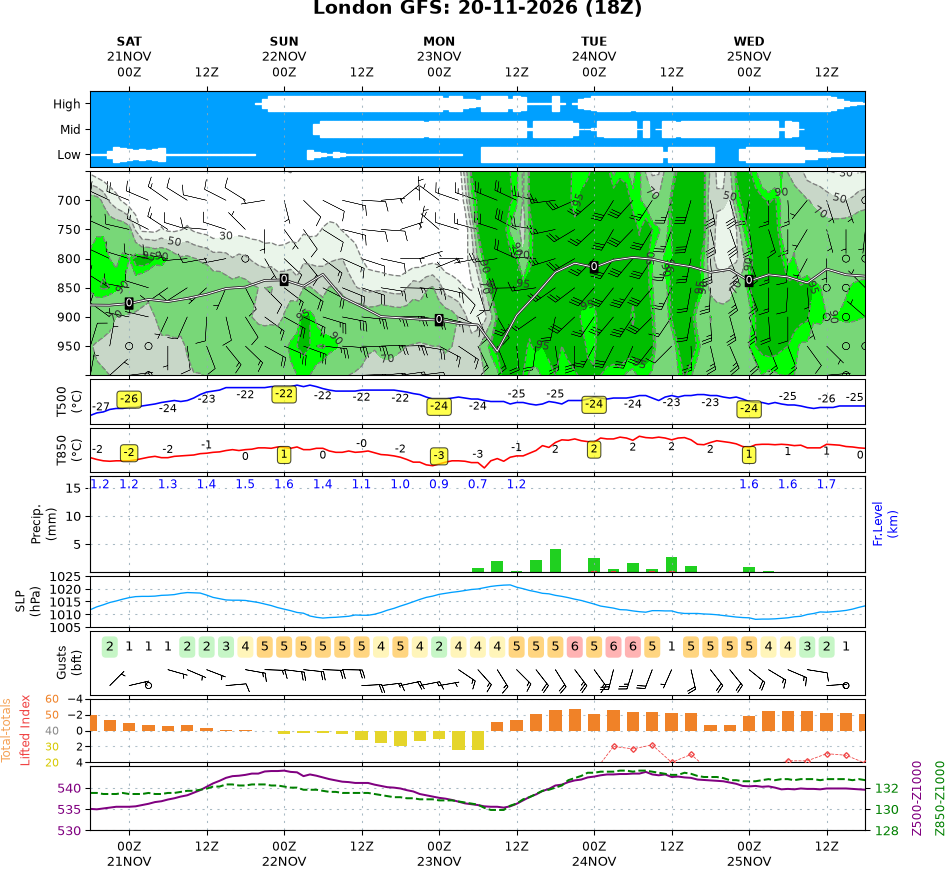 London GFS: 20-11-2026 (18Z)
SAT SUN MON TUE WED
21NOV 22NOV 23NOV 24NOV 25NOV
00Z 12Z 00Z 12Z 00Z 12Z 00Z 12Z 00Z 12Z
High
Mid
Low
700
750
800
850
900
950
0 0 0 0 0
T500
(°C)
-27 -26 -24 -23 -22 -22 -22 -22 -22 -24 -24 -25 -25 -24 -24 -23 -23 -24 -25 -26 -25
T850
(°C)
-2 -2 -2 -1 0 1 0 -0 -2 -3 -3 -1 2 2 2 2 2 1 1 1 0
Precip.
(mm)
15
10
5
1.2 1.2 1.3 1.4 1.5 1.6 1.4 1.1 1.0 0.9 0.7 1.2 1.6 1.6 1.7
Fr.Level
(km)
SLP
(hPa)
1025
1020
1015
1010
1005
Gusts
(bft)
2 1 1 1 2 2 3 4 5 5 5 5 5 5 4 5 4 2 4 4 4 5 5 5 6 5 6 6 5 1 5 5 5 5 4 4 3 2 1
Total-totals
Lifted Index
60 −4
50 −2
40 0
30 2
20 4
540
535
530
132
130
128
Z500-Z1000
Z850-Z1000
00Z 12Z 00Z 12Z 00Z 12Z 00Z 12Z 00Z 12Z
21NOV 22NOV 23NOV 24NOV 25NOV